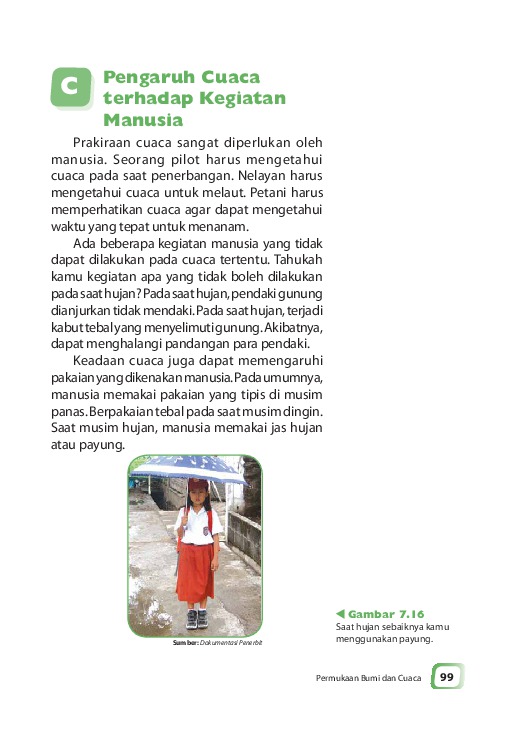 C
Pengaruh Cuaca
terhadap Kegiatan
Manusia
Prakiraan cuaca sangat diperlukan oleh
manusia. Seorang pilot harus mengetahui
cuaca pada saat penerbangan. Nelayan harus
mengetahui cuaca untuk melaut. Petani harus
memperhatikan cuaca agar dapat mengetahui
waktu yang tepat untuk menanam.
Ada beberapa kegiatan manusia yang tidak
dapat dilakukan pada cuaca tertentu. Tahukah
kamu kegiatan apa yang tidak boleh dilakukan
pada saat hujan? Pada saat hujan, pendaki gunung
dianjurkan tidak mendaki. Pada saat hujan, terjadi
kabut tebal yang menyelimuti gunung. Akibatnya,
dapat menghalangi pandangan para pendaki.
Keadaan cuaca juga dapat memengaruhi
pakaian yang dikenakan manusia. Pada umumnya,
manusia memakai pakaian yang tipis di musim
panas. Berpakaian tebal pada saat musim dingin.
Saat musim hujan, manusia memakai jas hujan
atau payung.
Sumber: Dokumentasi Penerbit
Gambar 7.16
Saat hujan sebaiknya kamu
menggunakan payung.
Permukaan Bumi dan Cuaca 99